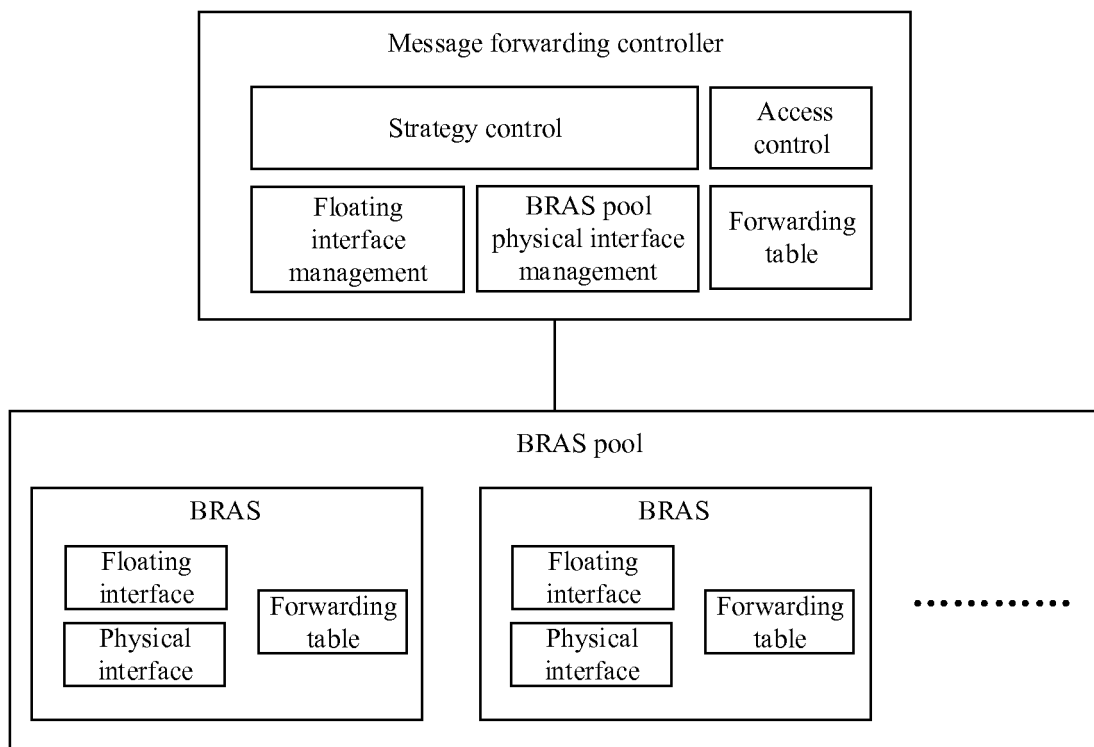 Message forwarding controller
Strategy control
Access
control
Floating
interface
management
BRAS pool
physical interface
management
Forwarding
table
BRAS pool
BRAS
Floating
interface
Physical
interface
Forwarding
table
BRAS
Floating
interface
Physical
interface
Forwarding
table